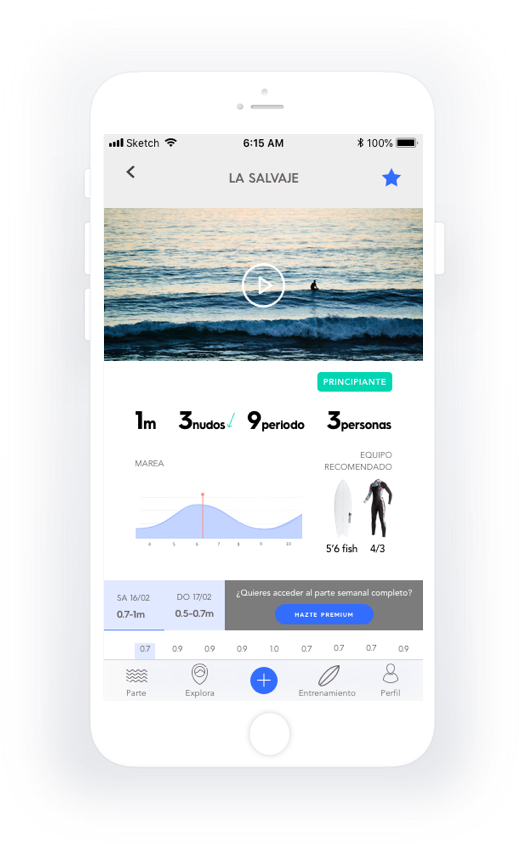 Sketch 6:15 AM 100%
LA SALVAJE
PRINCIPIANTE
1m 3nudos 9periodo 3personas
MAREA
EQUIPO
RECOMENDADO
4 5 6 7 8 9 10
5'6 fish 4/3
SA 16/02 DO 17/02
0.7-1m 0.5-0.7m
¿Quieres acceder al parte semanal completo?
HAZTE PREMIUM
0.7 0.9 0.9 0.9 1.0 0.7 0.7 0.7 0.9
Parte Explora Entrenamiento Perfil